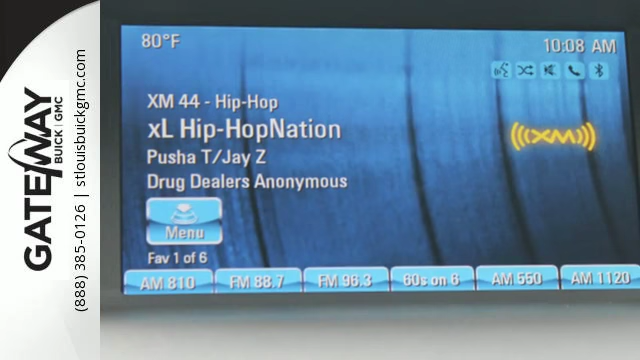 GATEWAY
BUICK | GMC
(888) 385-0126 | stlouisbuickgmc.com
80°F
10:08 AM
XM 44 - Hip-Hop
xL Hip-HopNation
Pusha T/Jay Z
Drug Dealers Anonymous
(((XM)))
Menu
Fav 1 of 6
AM 810
FM 88.7
FM 96.3
60s on 6
AM 550
AM 1120